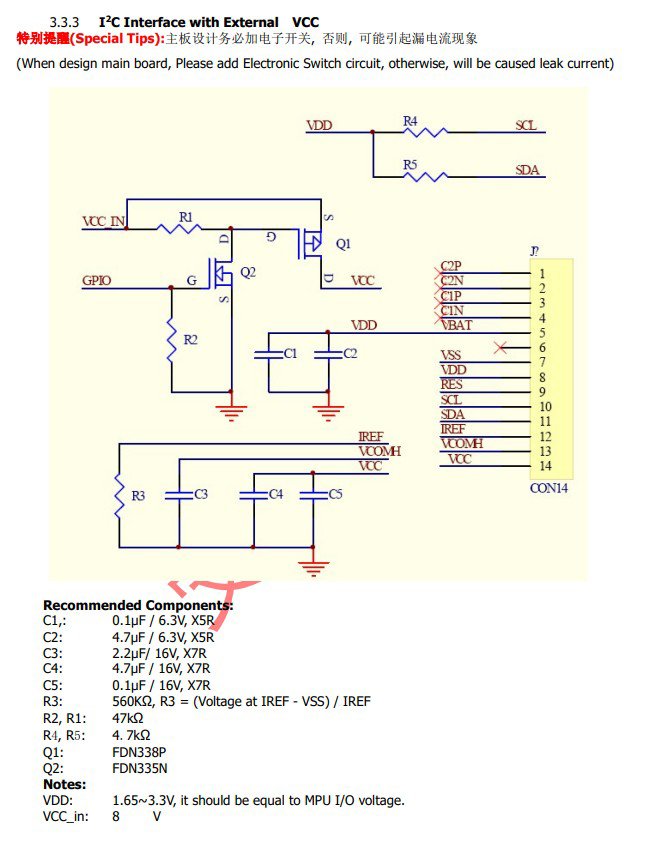 3.3.3 I²C Interface with External VCC
特别提醒(Special Tips):主板设计务必加电子开关, 否则, 可能引起漏电流现象
(When design main board, Please add Electronic Switch circuit, otherwise, will be caused leak current)
VDD R4 SCL
R5 SDA
VCC_IN R1 D G S Q1
GPIO G Q2 S D VCC
R2
VDD
C1 C2
J?
C2P 1
C2N 2
C1P 3
C1N 4
VBAT 5
6
VSS 7
VDD 8
RES 9
SCL 10
SDA 11
IREF 12
VCOMH 13
VCC 14
CON14
IREF
VCOMH
VCC
R3 C3 C4 C5
Recommended Components:
C1,: 0.1μF / 6.3V, X5R
C2: 4.7μF / 6.3V, X5R
C3: 2.2μF/ 16V, X7R
C4: 4.7μF / 16V, X7R
C5: 0.1μF / 16V, X7R
R3: 560KΩ, R3 = (Voltage at IREF - VSS) / IREF
R2, R1: 47kΩ
R4, R5: 4. 7kΩ
Q1: FDN338P
Q2: FDN335N
Notes:
VDD: 1.65~3.3V, it should be equal to MPU I/O voltage.
VCC_in: 8 V